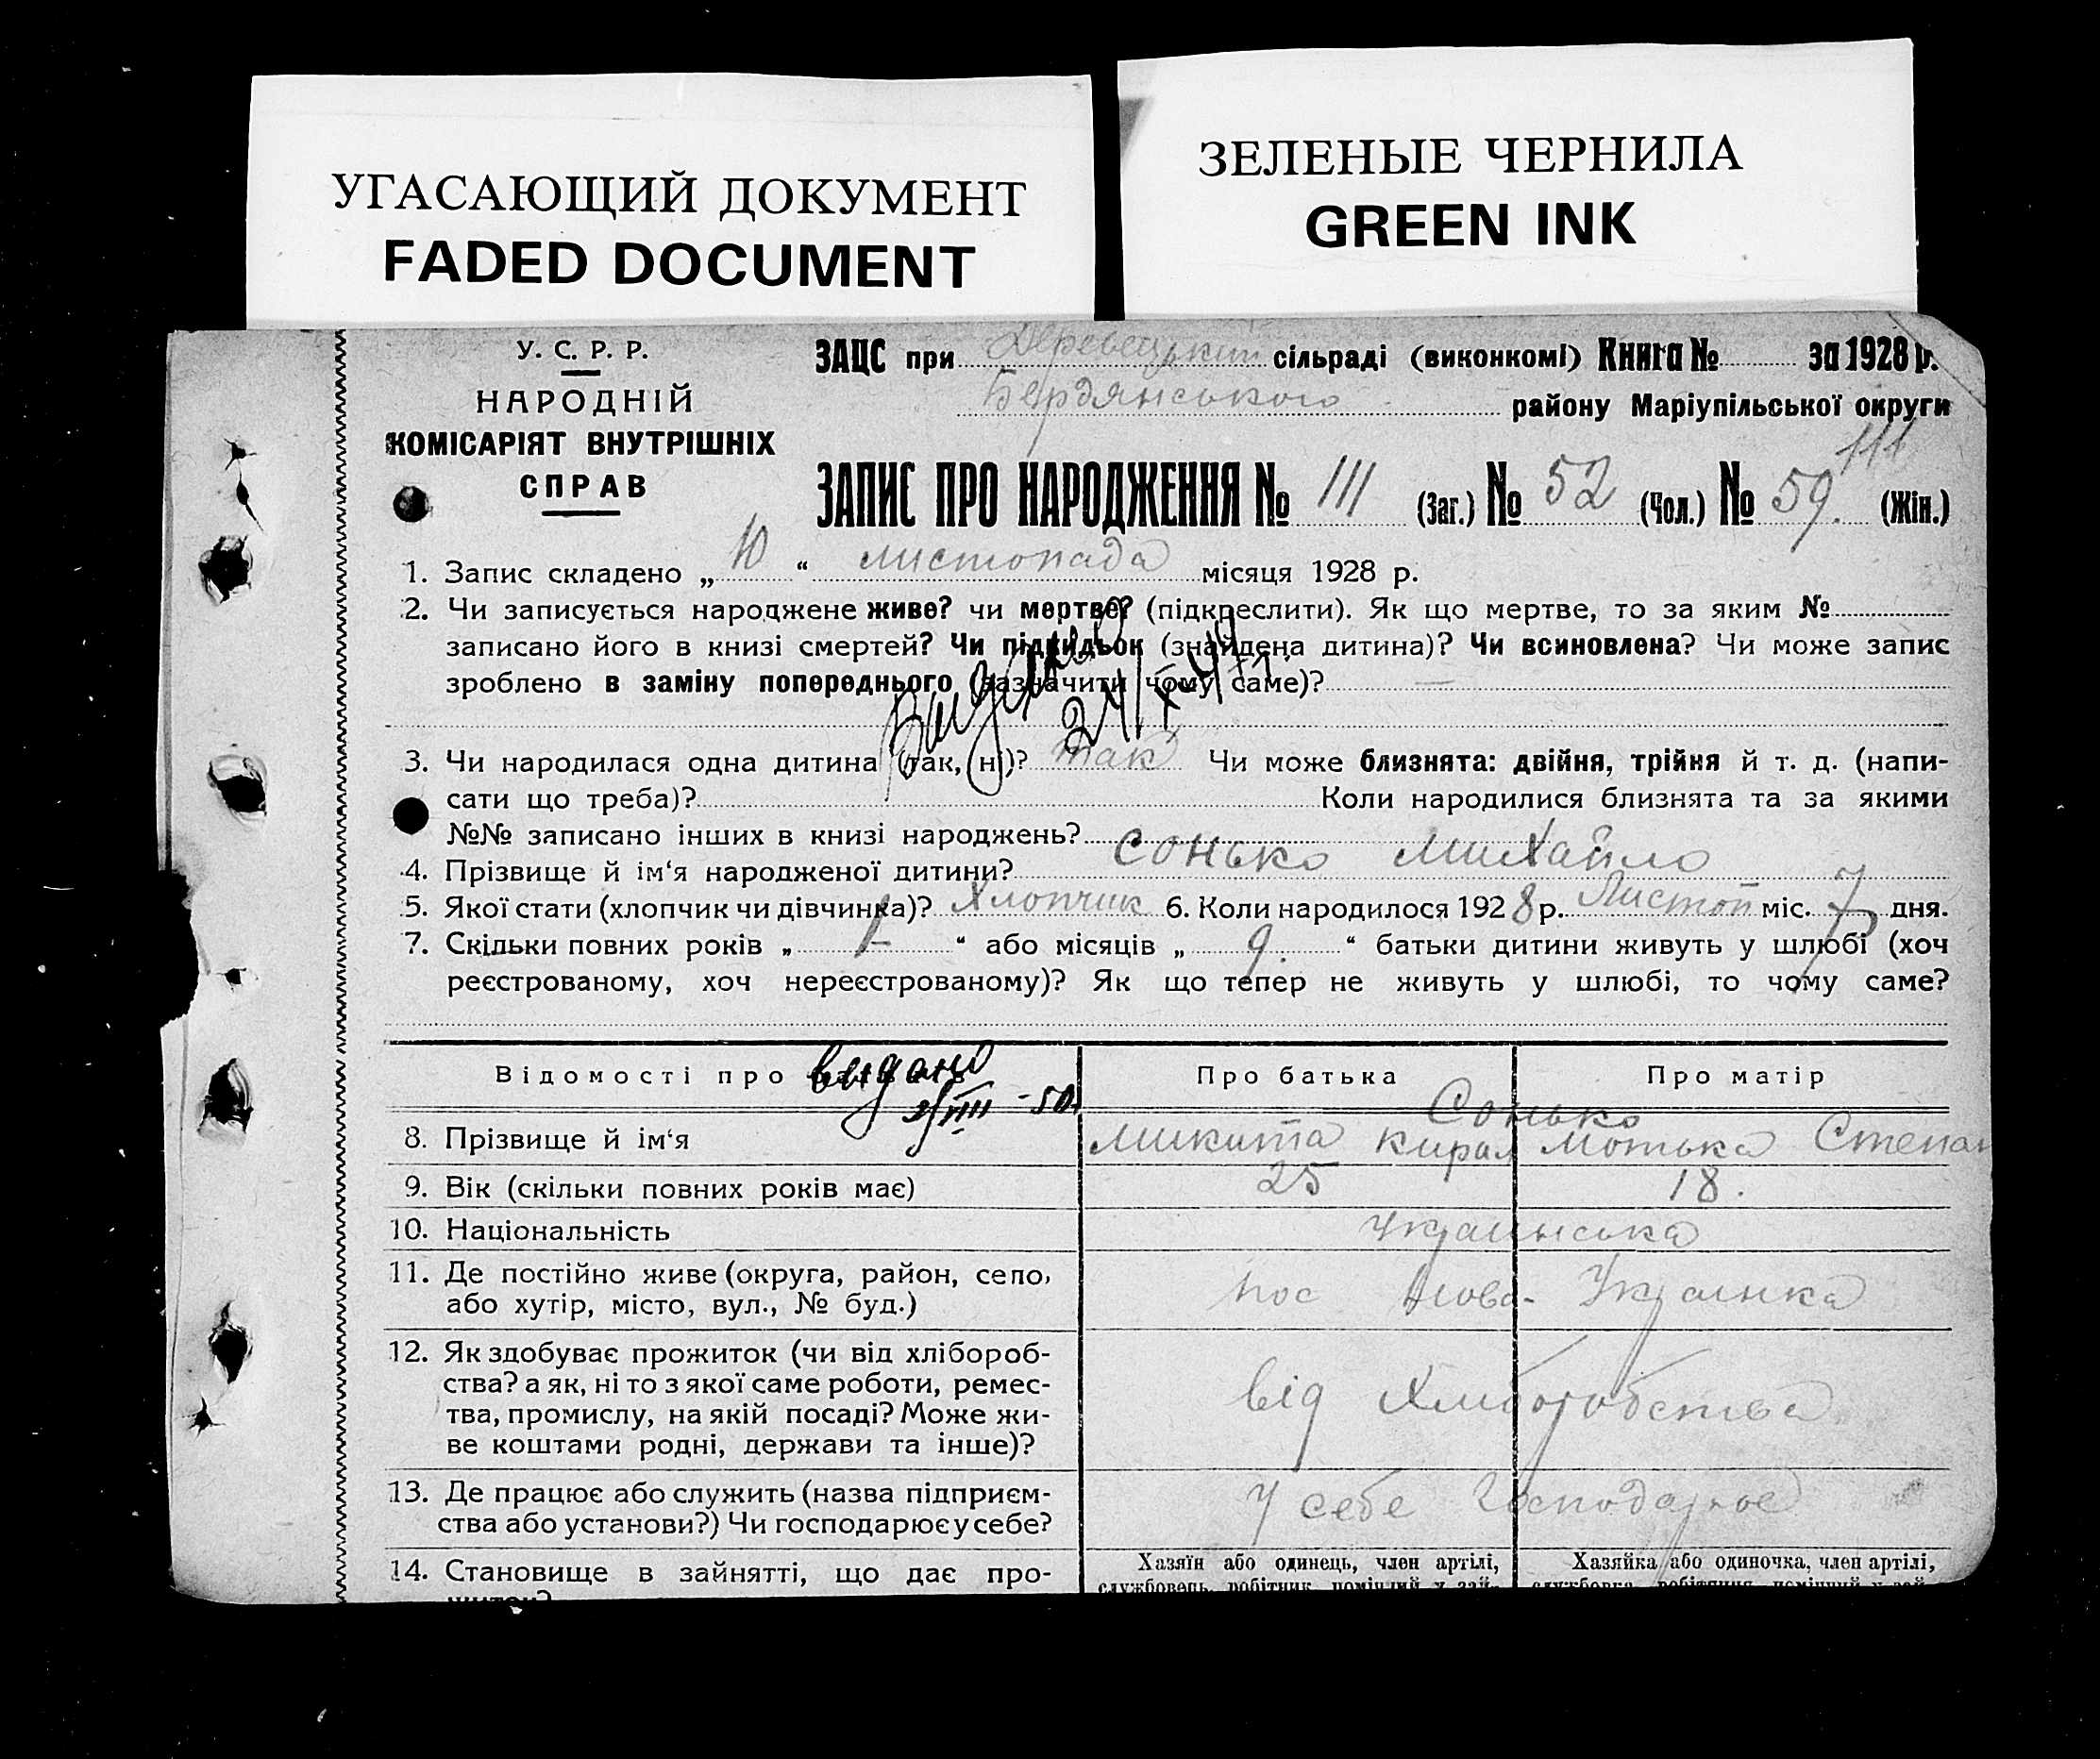 УГАСАЮЩИЙ ДОКУМЕНТ
FADED DOCUMENT
ЗЕЛЕНЫЕ ЧЕРНИЛА
GREEN INK
У. С. Р. Р.
НАРОДНІЙ
КОМІСАРІЯТ ВНУТРІШНІХ
СПРАВ
ЗАЦС при сільраді (виконкомі) Книга № за 1928 р.
Бердянського району Маріупільської округи
111
ЗАПИС ПРО НАРОДЖЕННЯ № 111 (Заг.) № 52 (Чол.) № 59. (Жін.)
1. Запис складено „ 10 “ листопада місяця 1928 р.
2. Чи записується народжене живе? чи мертве? (підкреслити). Як що мертве, то за яким №
записано його в книзі смертей? Чи підкидьок (знайдена дитина)? Чи всиновлена? Чи може запис
зроблено в заміну попереднього (зазначити чому саме)? —
3. Чи народилася одна дитина (так, ні)? так Чи може близнята: двійня, трійня й т. д. (напи-
сати що треба)? Коли народилися близнята та за якими
№№ записано інших в книзі народжень?
4. Прізвище й ім‘я народженої дитини? Сонько Михайло
5. Якої стати (хлопчик чи дівчинка)? Хлопчик 6. Коли народилося 1928 р. Листоп міс. 7 дня.
7. Скільки повних років „ 1 “ або місяців „ 9. “ батьки дитини живуть у шлюбі (хоч
реєстрованому, хоч нереєстрованому)? Як що тепер не живуть у шлюбі, то чому саме?
Відомості про видано
Про батька
Про матір
Сонько
8. Прізвище й ім‘я Микита Кирил Мотька Степан
9. Вік (скільки повних років має) 25 18.
10. Національність Українська
11. Де постійно живе (округа, район, село,
або хутір, місто, вул., № буд.) пос Ново-Українка
12. Як здобуває прожиток (чи від хлібороб-
ства? а як, ні то з якої саме роботи, ремес-
тва, промислу, на якій посаді? Може жи-
ве коштами родні, держави та інше)? від Хліборобства
13. Де працює або служить (назва підприєм-
ства або установи?) Чи господарює у себе? У себе Господарює
14. Становище в зайнятті, що дає про-
Хазяїн або одинець, член артілі,
Хазяйка або одиночка, член артілі,